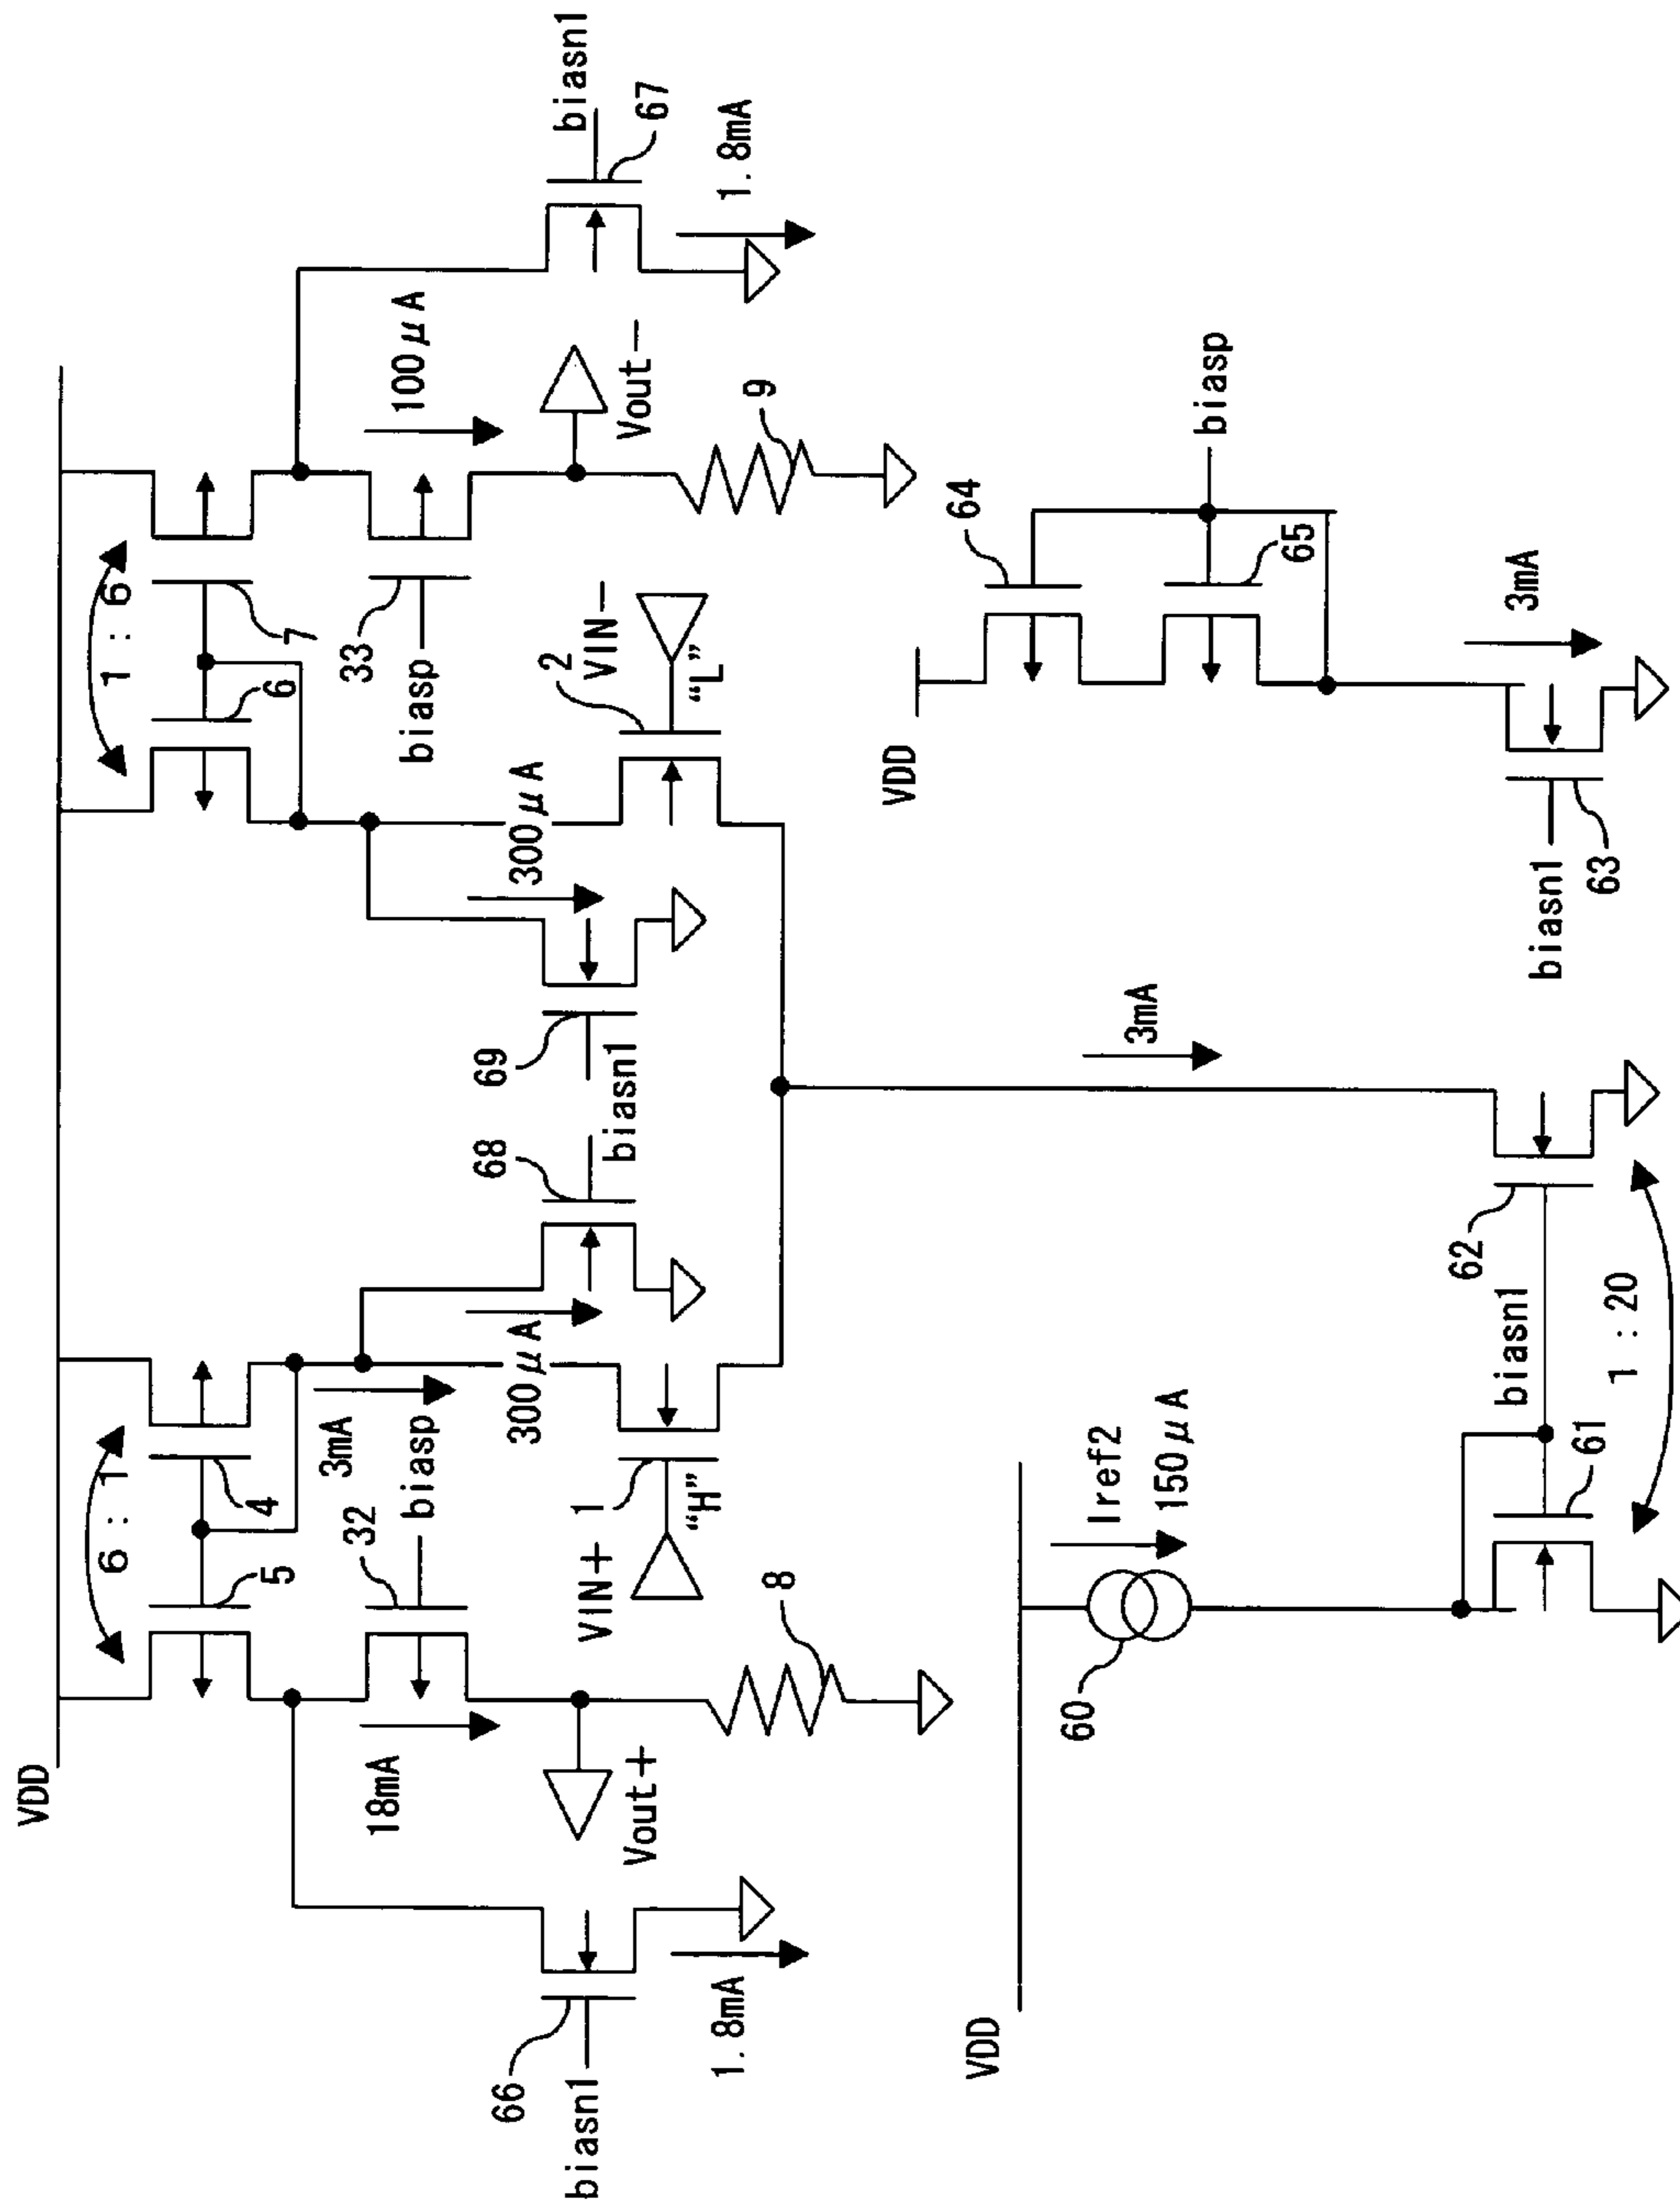 VDD
6 : 1
1 : 6
5
4
6
7
3mA
32
biasp
33
biasp
18mA
100μA
66
biasn1
1.8mA
Vout+
8
VIN+
"H"
1
300μA
68
biasn1
69
300μA
2
VIN−
"L"
Vout−
9
biasn1
67
1.8mA
VDD
60
Iref2
150μA
61
biasn1
62
1 : 20
3mA
VDD
64
65
biasp
biasn1
63
3mA